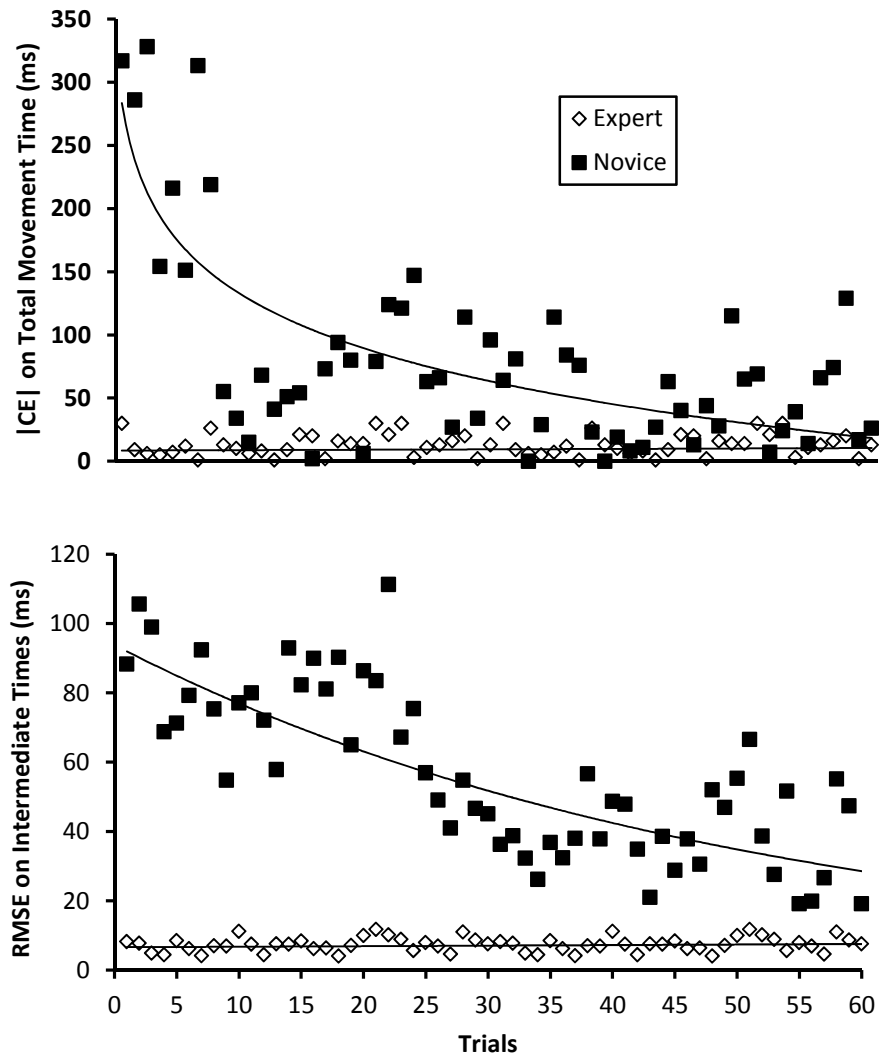 350
300
250
200
150
100
50
0
|CE| on Total Movement Time (ms)
Expert
Novice
120
100
80
60
40
20
0
RMSE on Intermediate Times (ms)
0 5 10 15 20 25 30 35 40 45 50 55 60
Trials